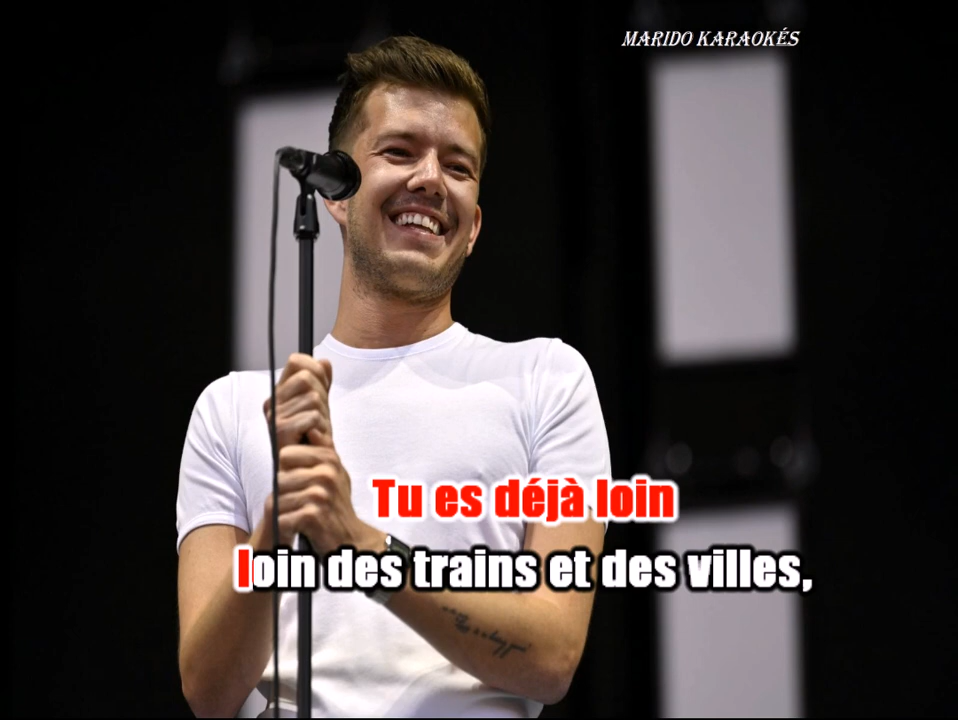 MARIDO KARAOKÉS
Tu es déjà loin
loin des trains et des villes,